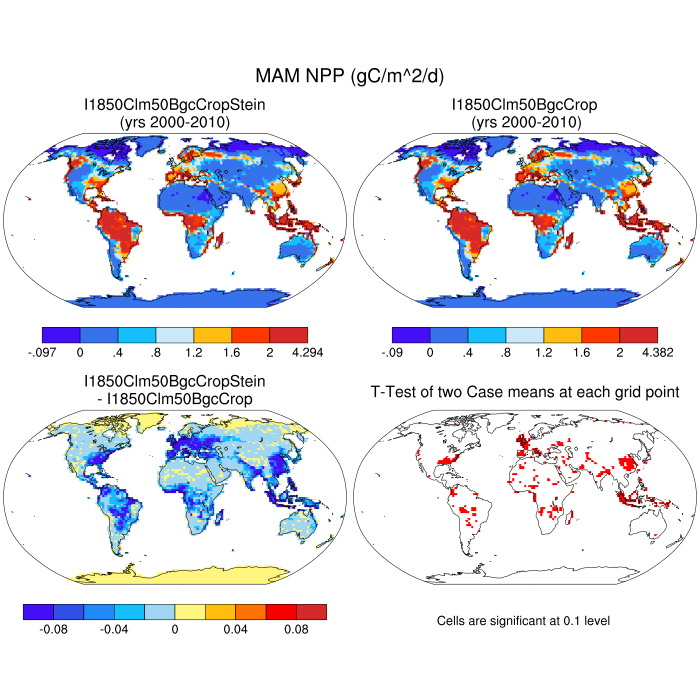 MAM NPP (gC/m^2/d)
I1850Clm50BgcCropStein
(yrs 2000-2010)
I1850Clm50BgcCrop
(yrs 2000-2010)
-.097 0 .4 .8 1.2 1.6 2 4.294
-.09 0 .4 .8 1.2 1.6 2 4.382
I1850Clm50BgcCropStein
- I1850Clm50BgcCrop
T-Test of two Case means at each grid point
-0.08 -0.04 0 0.04 0.08
Cells are significant at 0.1 level